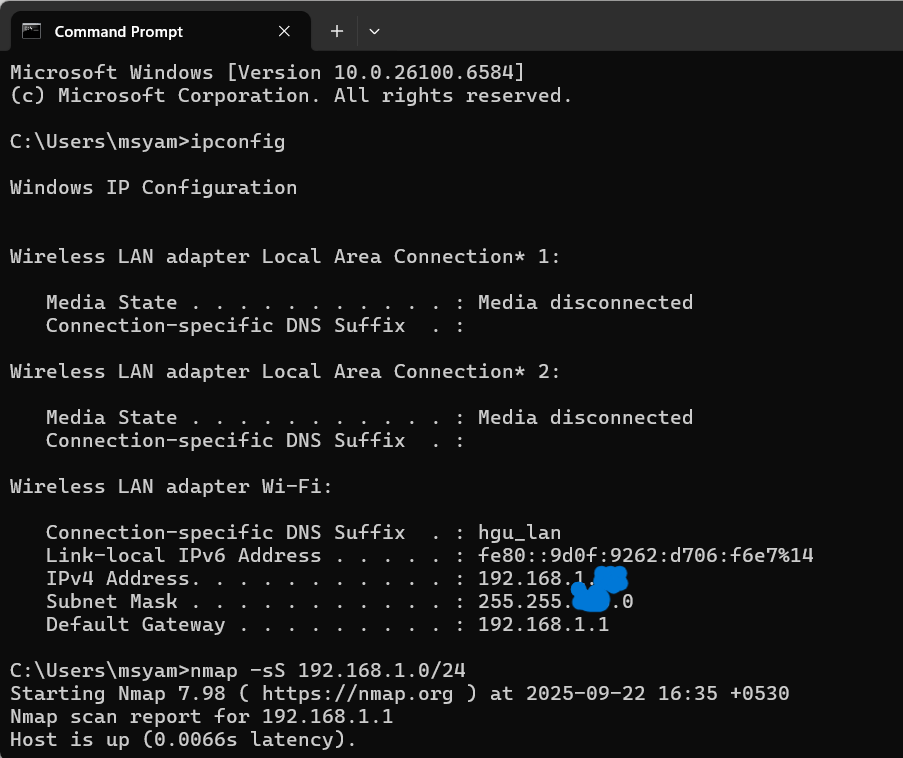 Command Prompt
Microsoft Windows [Version 10.0.26100.6584]
(c) Microsoft Corporation. All rights reserved.
C:\Users\msyam>ipconfig
Windows IP Configuration
Wireless LAN adapter Local Area Connection* 1:
Media State . . . . . . . . . . . : Media disconnected
Connection-specific DNS Suffix  . :
Wireless LAN adapter Local Area Connection* 2:
Media State . . . . . . . . . . . : Media disconnected
Connection-specific DNS Suffix  . :
Wireless LAN adapter Wi-Fi:
Connection-specific DNS Suffix  . : hgu_lan
Link-local IPv6 Address . . . . . : fe80::9d0f:9262:d706:f6e7%14
IPv4 Address. . . . . . . . . . . : 192.168.1.
Subnet Mask . . . . . . . . . . . : 255.255. .0
Default Gateway . . . . . . . . . : 192.168.1.1
C:\Users\msyam>nmap -sS 192.168.1.0/24
Starting Nmap 7.98 ( https://nmap.org ) at 2025-09-22 16:35 +0530
Nmap scan report for 192.168.1.1
Host is up (0.0066s latency).